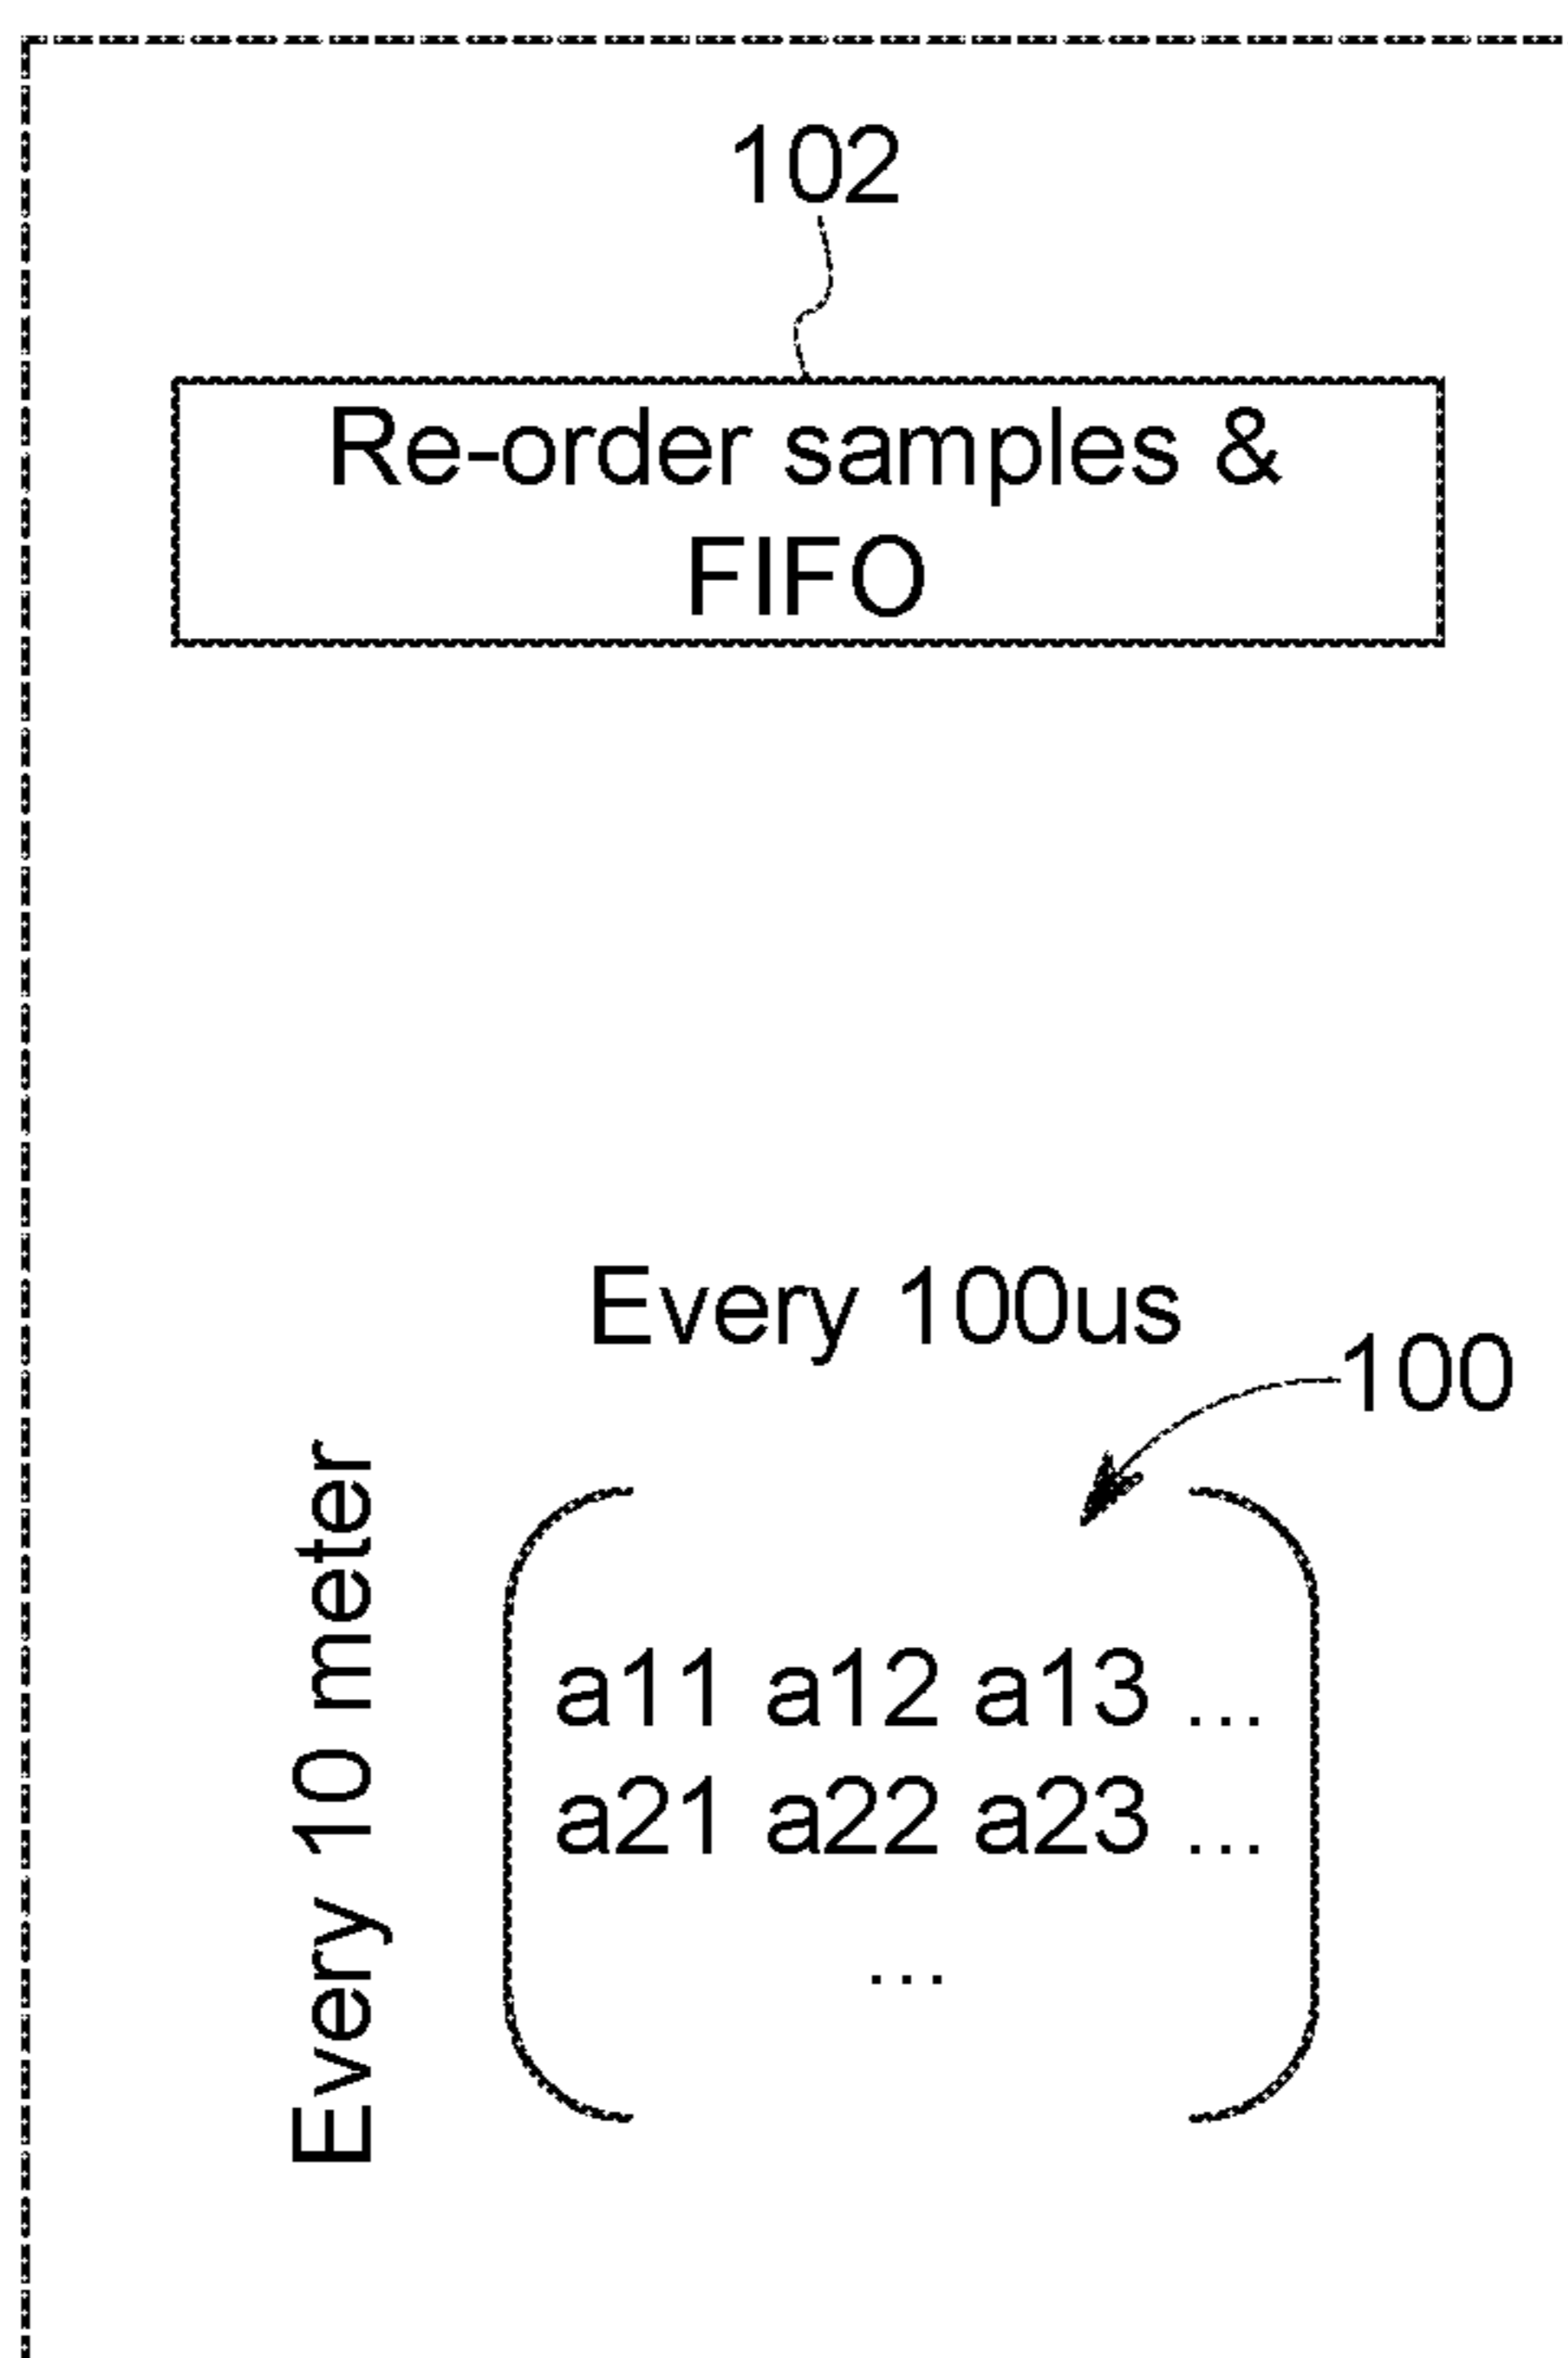 102
Re-order samples &
FIFO
Every 100us
100
Every 10 meter
a11 a12 a13 ...
a21 a22 a23 ...
...